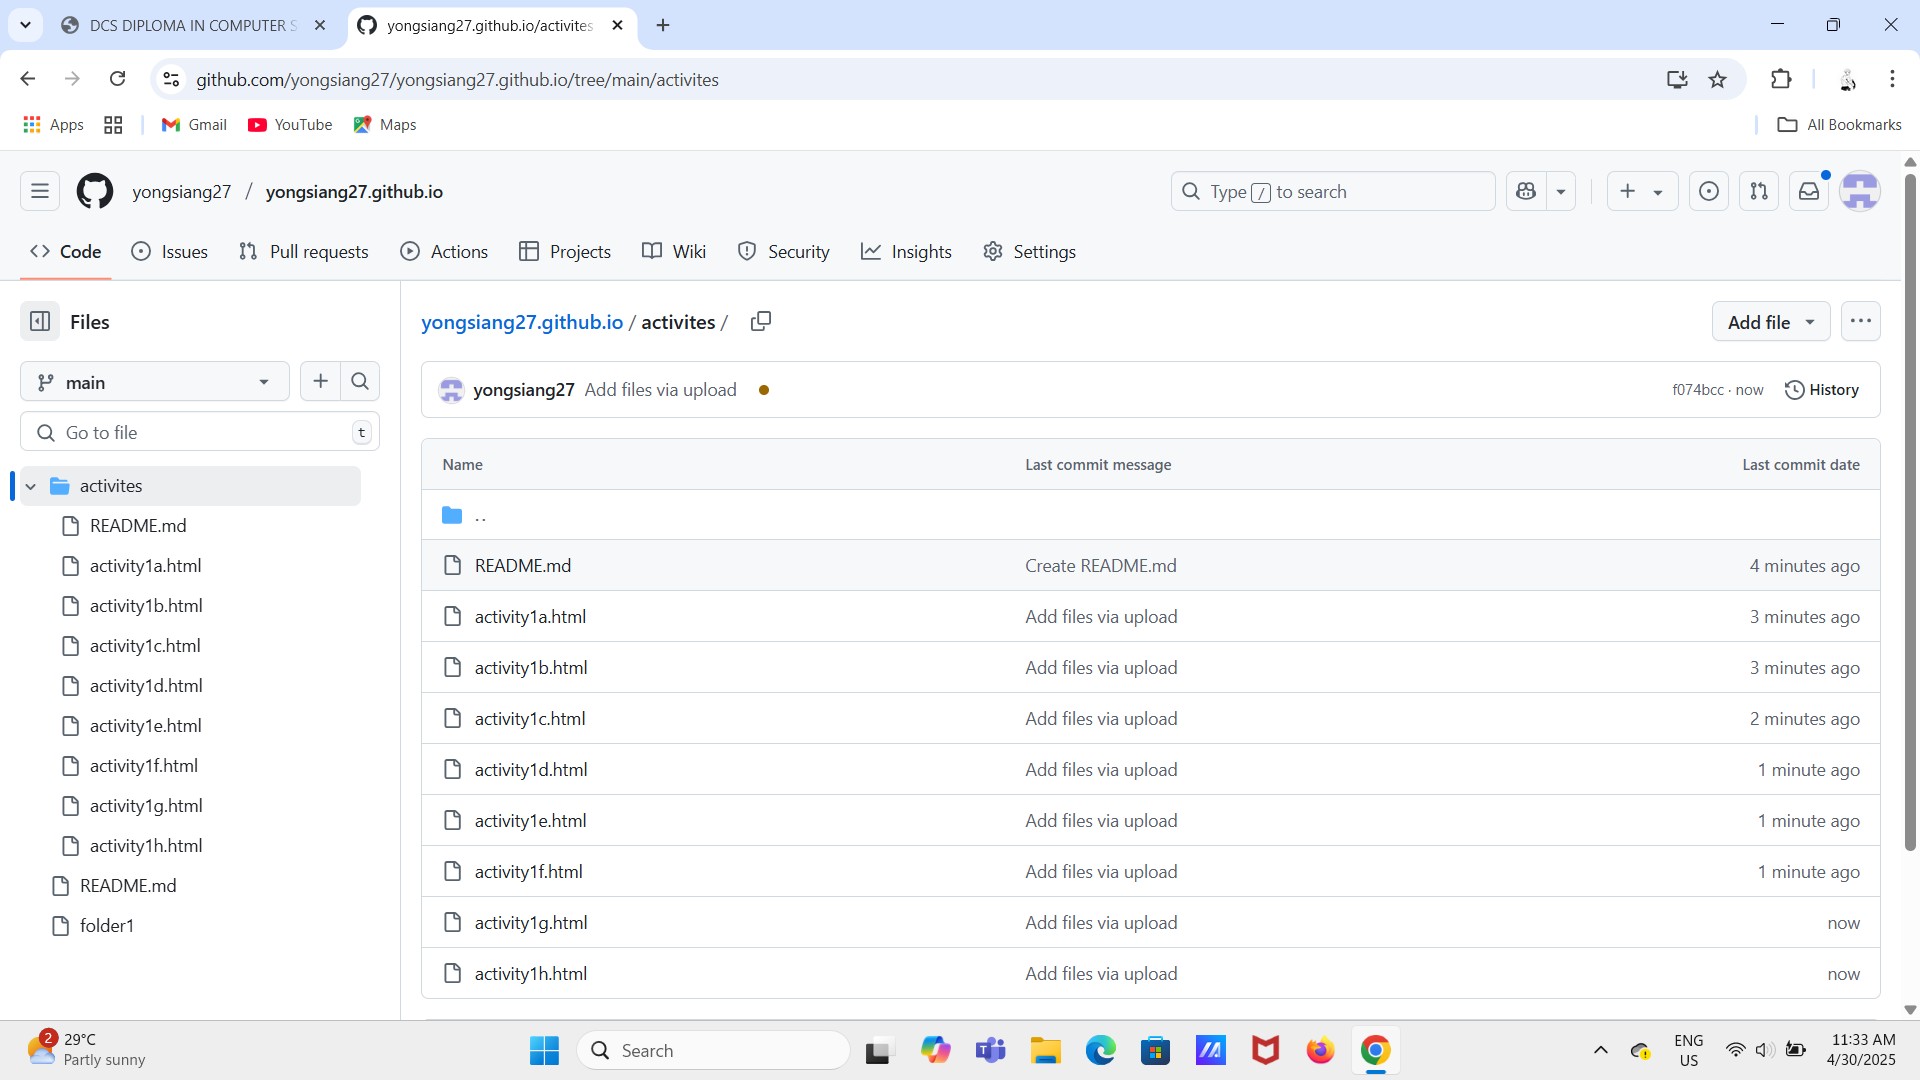 DCS DIPLOMA IN COMPUTER S
yongsiang27.github.io/activites
github.com/yongsiang27/yongsiang27.github.io/tree/main/activites
Apps Gmail YouTube Maps All Bookmarks
yongsiang27 / yongsiang27.github.io
Type / to search
Code Issues Pull requests Actions Projects Wiki Security Insights Settings
Files
main
Go to file t
activites
README.md
activity1a.html
activity1b.html
activity1c.html
activity1d.html
activity1e.html
activity1f.html
activity1g.html
activity1h.html
README.md
folder1
yongsiang27.github.io / activites /
Add file
yongsiang27 Add files via upload f074bcc · now History
Name Last commit message Last commit date
..
README.md Create README.md 4 minutes ago
activity1a.html Add files via upload 3 minutes ago
activity1b.html Add files via upload 3 minutes ago
activity1c.html Add files via upload 2 minutes ago
activity1d.html Add files via upload 1 minute ago
activity1e.html Add files via upload 1 minute ago
activity1f.html Add files via upload 1 minute ago
activity1g.html Add files via upload now
activity1h.html Add files via upload now
2
29°C
Partly sunny
Search
ENG
US
11:33 AM
4/30/2025